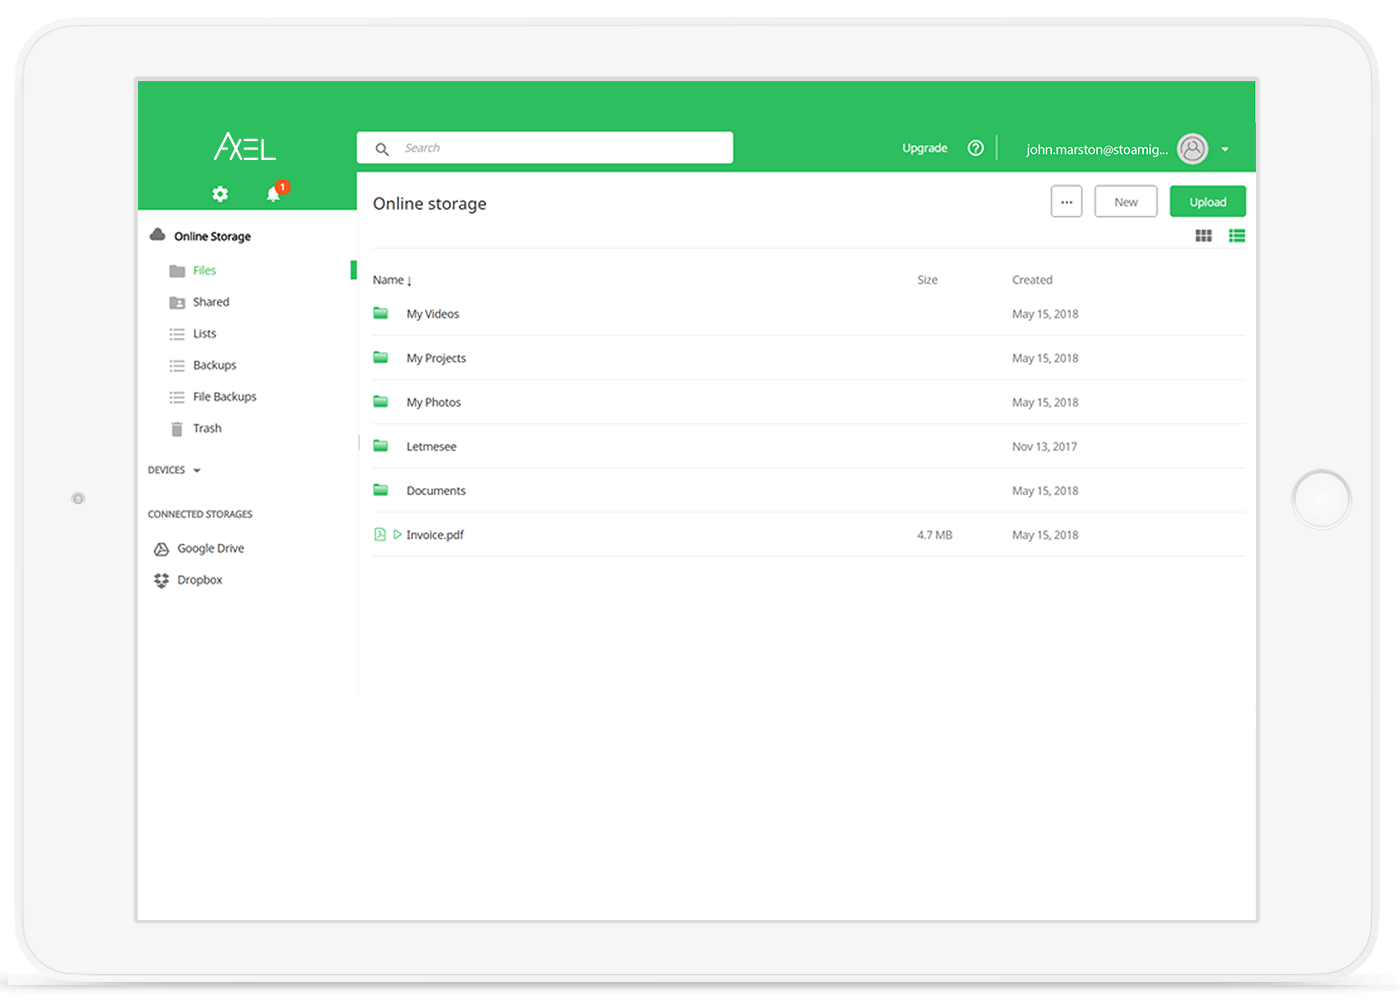 AXEL
Search
Upgrade
john.marston@stoamig...
1
Online storage
...
New
Upload
Online Storage
Files
Shared
Lists
Backups
File Backups
Trash
DEVICES
CONNECTED STORAGES
Google Drive
Dropbox
Name ↓ Size Created
My Videos May 15, 2018
My Projects May 15, 2018
My Photos May 15, 2018
Letmesee Nov 13, 2017
Documents May 15, 2018
Invoice.pdf 4.7 MB May 15, 2018